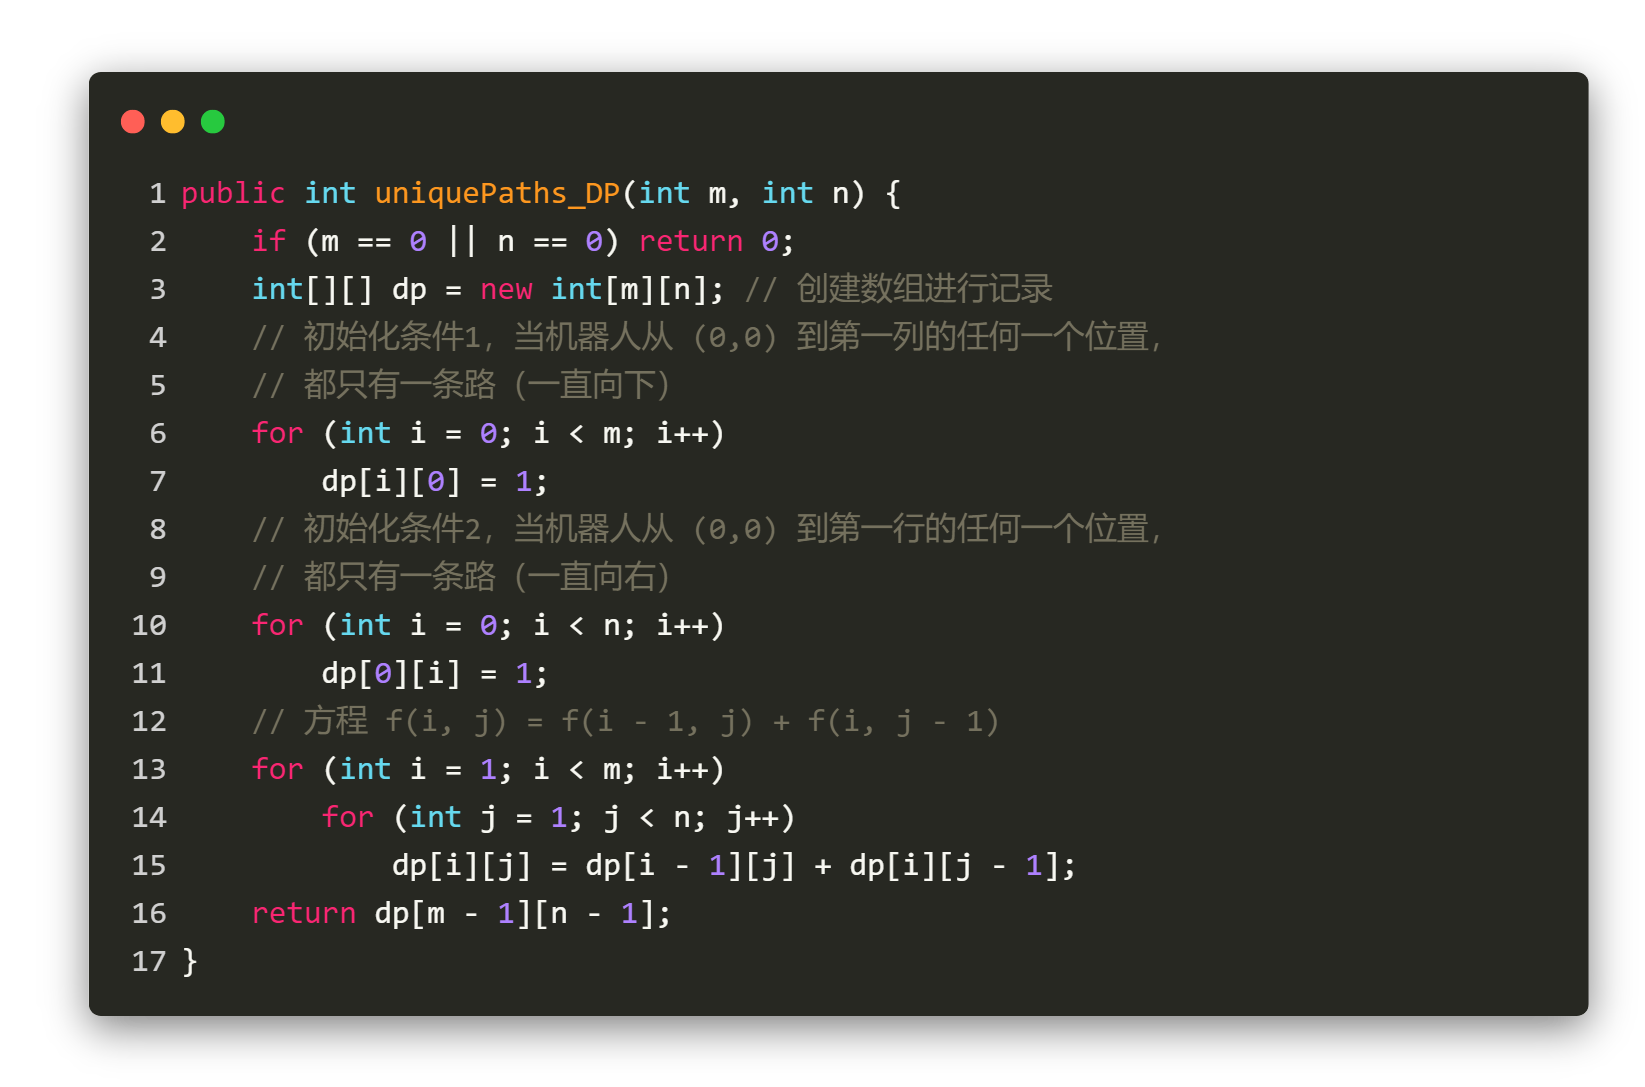 1 public int uniquePaths_DP(int m, int n) {
2     if (m == 0 || n == 0) return 0;
3     int[][] dp = new int[m][n]; // 创建数组进行记录
4     // 初始化条件1, 当机器人从 (0,0) 到第一列的任何一个位置,
5     // 都只有一条路 (一直向下)
6     for (int i = 0; i < m; i++)
7         dp[i][0] = 1;
8     // 初始化条件2, 当机器人从 (0,0) 到第一行的任何一个位置,
9     // 都只有一条路 (一直向右)
10     for (int i = 0; i < n; i++)
11         dp[0][i] = 1;
12     // 方程 f(i, j) = f(i - 1, j) + f(i, j - 1)
13     for (int i = 1; i < m; i++)
14         for (int j = 1; j < n; j++)
15             dp[i][j] = dp[i - 1][j] + dp[i][j - 1];
16     return dp[m - 1][n - 1];
17 }